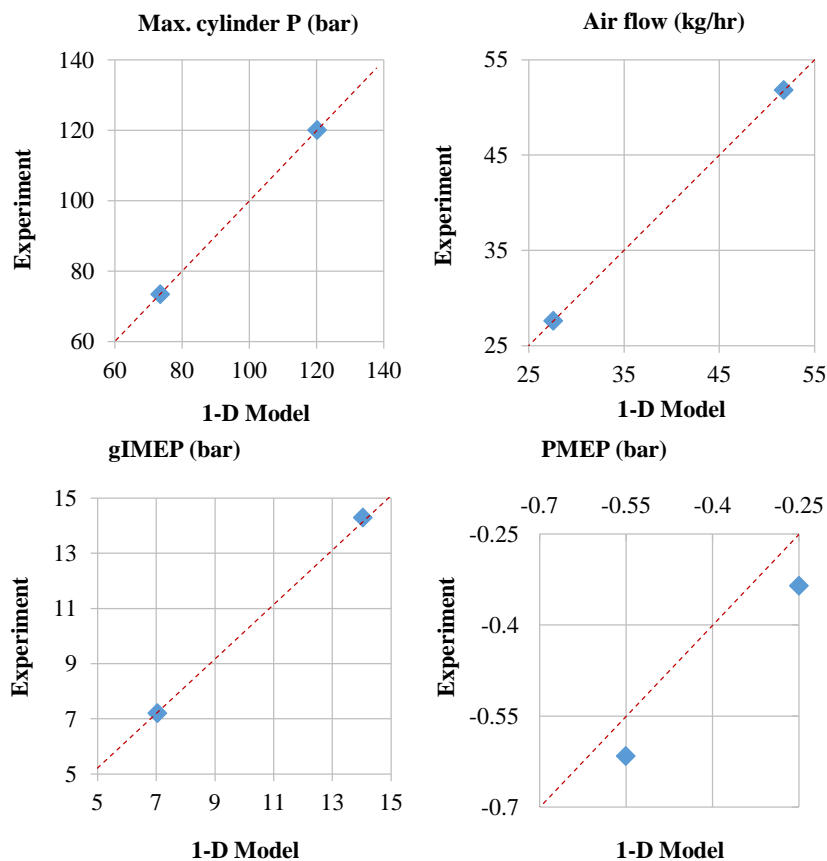 Max. cylinder P (bar)
140
120
100
80
60
60 80 100 120 140
Experiment
1-D Model
Air flow (kg/hr)
55
45
35
25
25 35 45 55
Experiment
1-D Model
gIMEP (bar)
15
13
11
9
7
5
5 7 9 11 13 15
Experiment
1-D Model
PMEP (bar)
-0.7 -0.55 -0.4 -0.25
-0.25
-0.4
-0.55
-0.7
Experiment
1-D Model